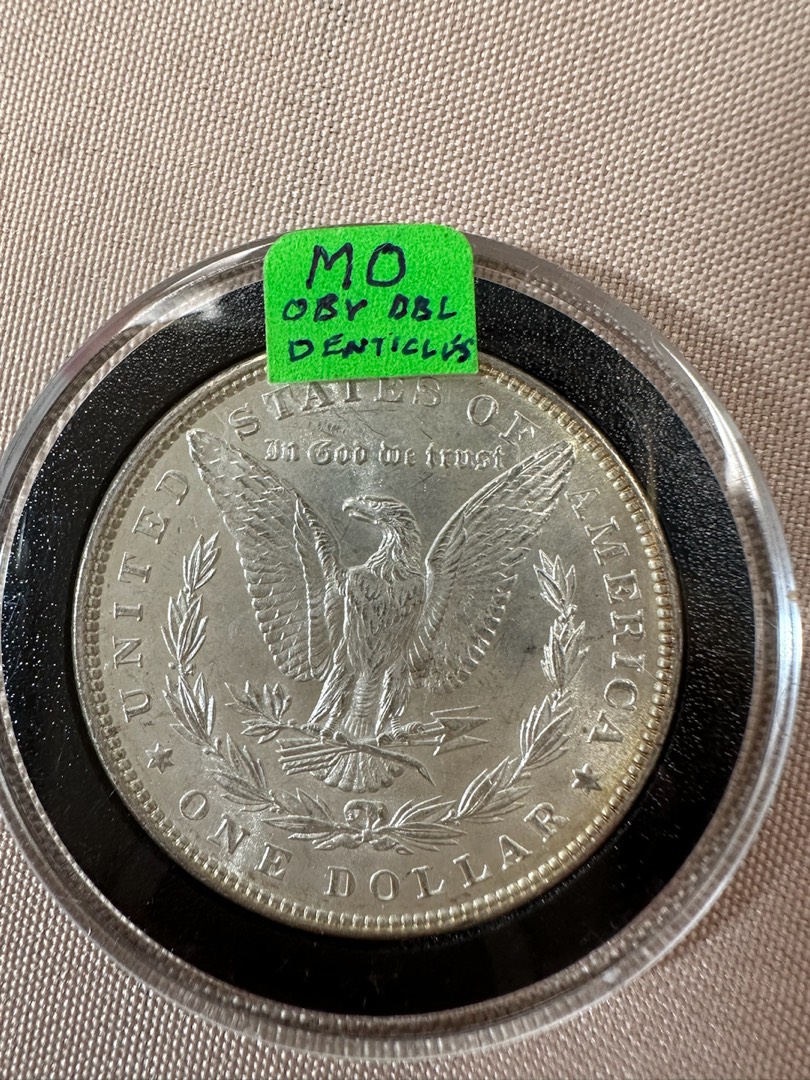 MO
OBV DBL
DENTICLES
UNITED STATES OF AMERICA
In God we trust
ONE DOLLAR